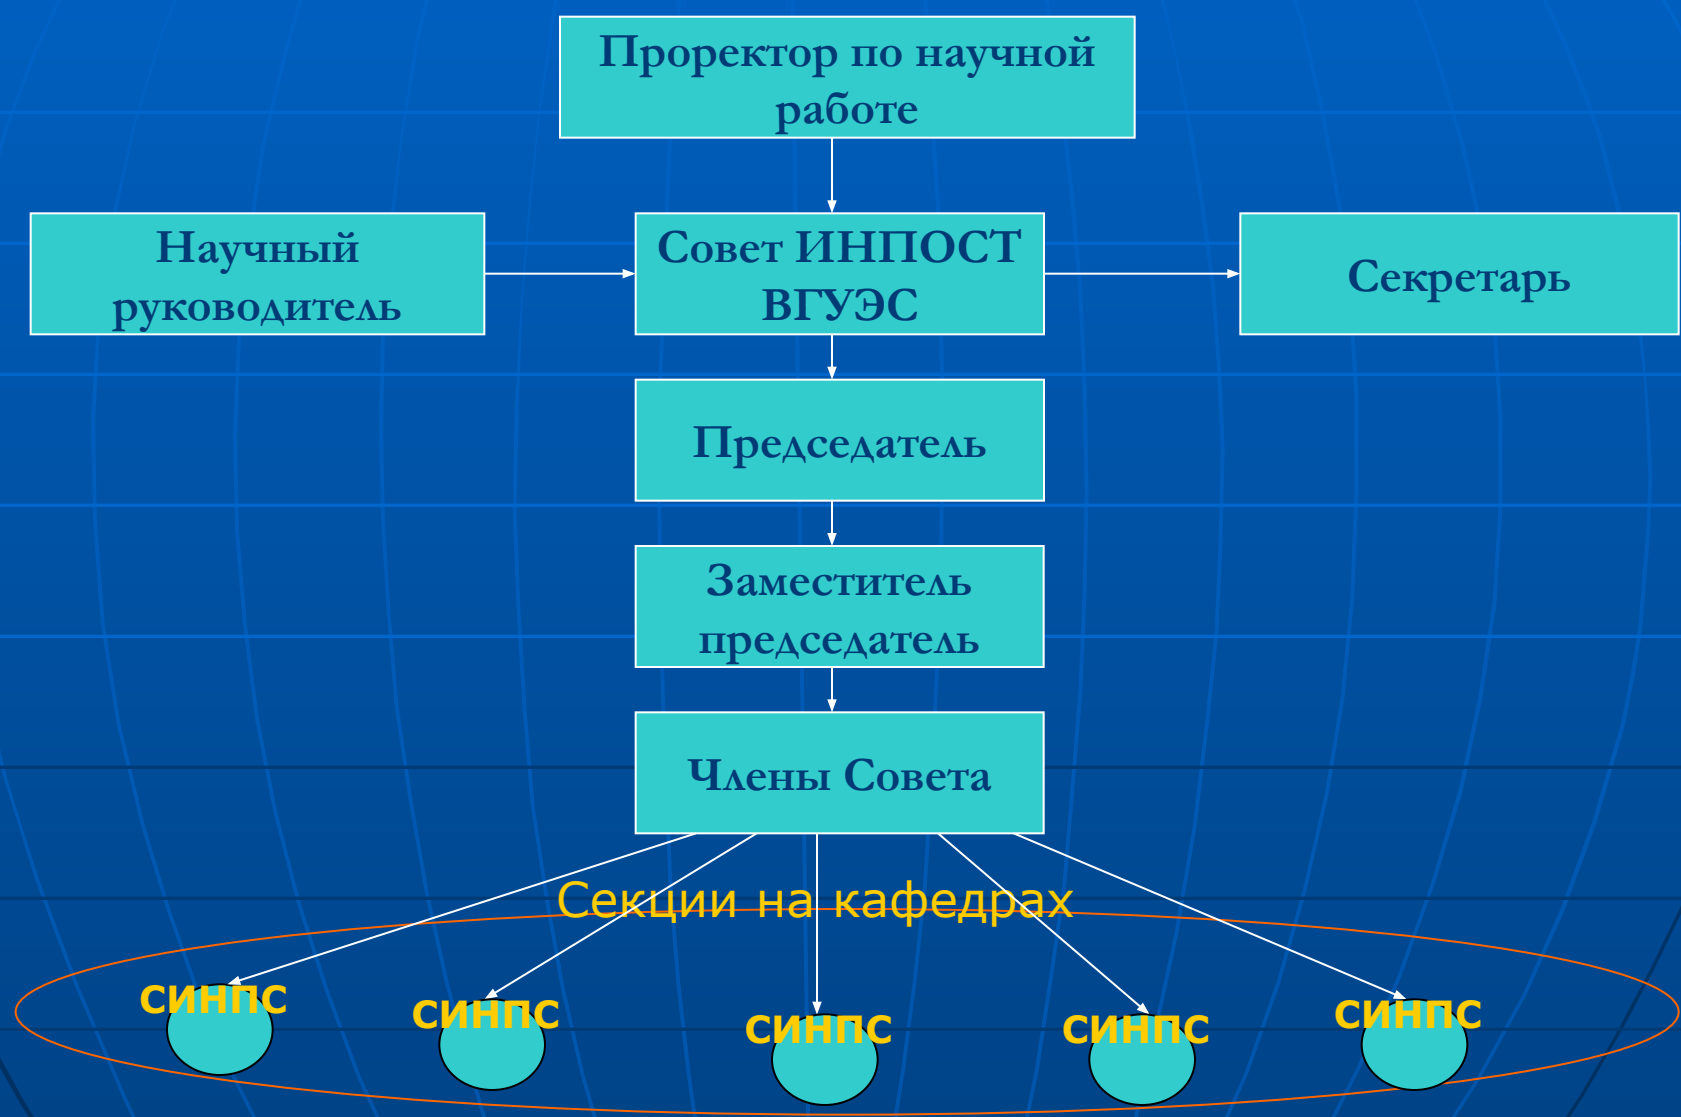 Проректор по научной
работе
Научный
руководитель
Совет ИНПОСТ
ВГУЭС
Секретарь
Председатель
Заместитель
председатель
Члены Совета
Секции на кафедрах
СИНПС
СИНПС
СИНПС
СИНПС
СИНПС